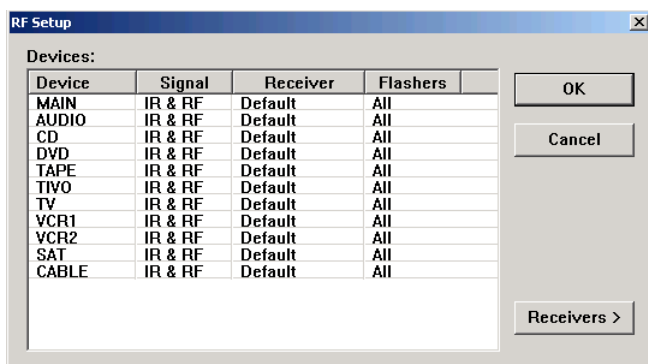 RF Setup
Devices:
Device Signal Receiver Flashers
MAIN IR & RF Default All
AUDIO IR & RF Default All
CD IR & RF Default All
DVD IR & RF Default All
TAPE IR & RF Default All
TIVO IR & RF Default All
TV IR & RF Default All
VCR1 IR & RF Default All
VCR2 IR & RF Default All
SAT IR & RF Default All
CABLE IR & RF Default All
OK
Cancel
Receivers >